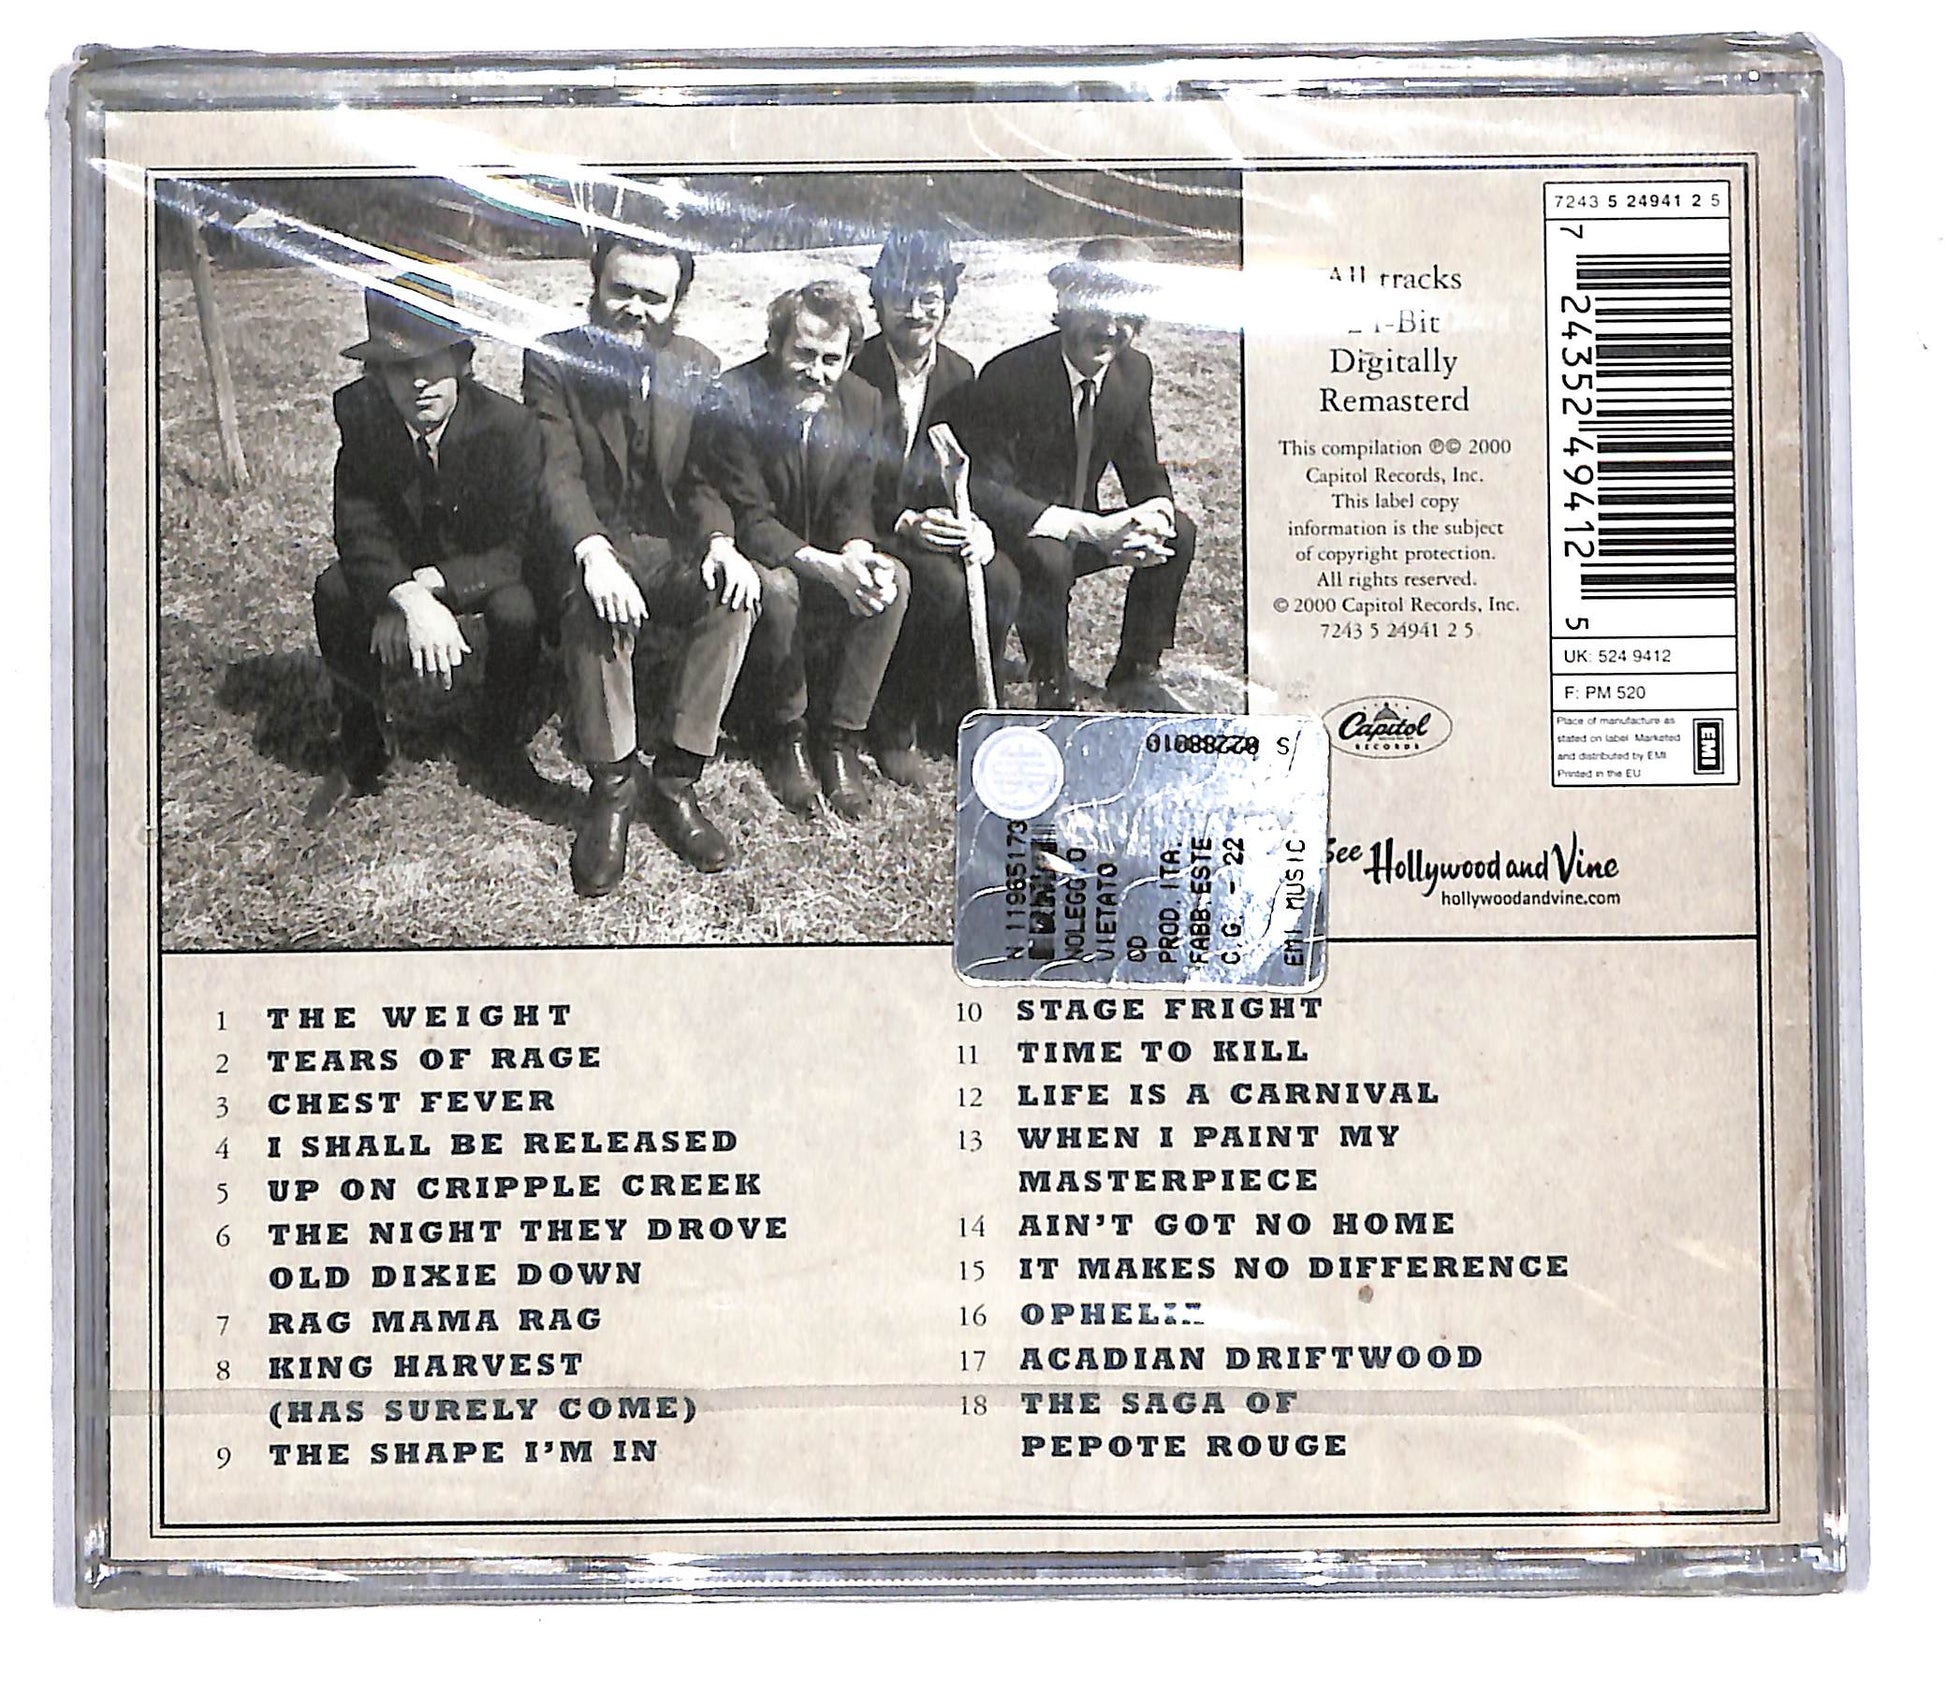 7243 5 24941 2 5
7 24352 49412 5
UK: 524 9412
F: PM 520
Place of manufacture as
stated on label. Marketed
and distributed by EMI
Printed in the EU
EMI
All tracks
-Bit
Digitally
Remasterd
This compilation ℗© 2000
Capitol Records, Inc.
This label copy
information is the subject
of copyright protection.
All rights reserved.
© 2000 Capitol Records, Inc.
7243 5 24941 2 5
Capitol
RECORDS
See Hollywood and Vine
hollywoodandvine.com
N 11965173
NOLEGGIO
VIETATO
CD
PROD. ITA.
FABB.ESTE
C.G. - 22
EMI MUSIC
1 THE WEIGHT
2 TEARS OF RAGE
3 CHEST FEVER
4 I SHALL BE RELEASED
5 UP ON CRIPPLE CREEK
6 THE NIGHT THEY DROVE
OLD DIXIE DOWN
7 RAG MAMA RAG
8 KING HARVEST
(HAS SURELY COME)
9 THE SHAPE I'M IN
10 STAGE FRIGHT
11 TIME TO KILL
12 LIFE IS A CARNIVAL
13 WHEN I PAINT MY
MASTERPIECE
14 AIN'T GOT NO HOME
15 IT MAKES NO DIFFERENCE
16 OPHELIA
17 ACADIAN DRIFTWOOD
18 THE SAGA OF
PEPOTE ROUGE